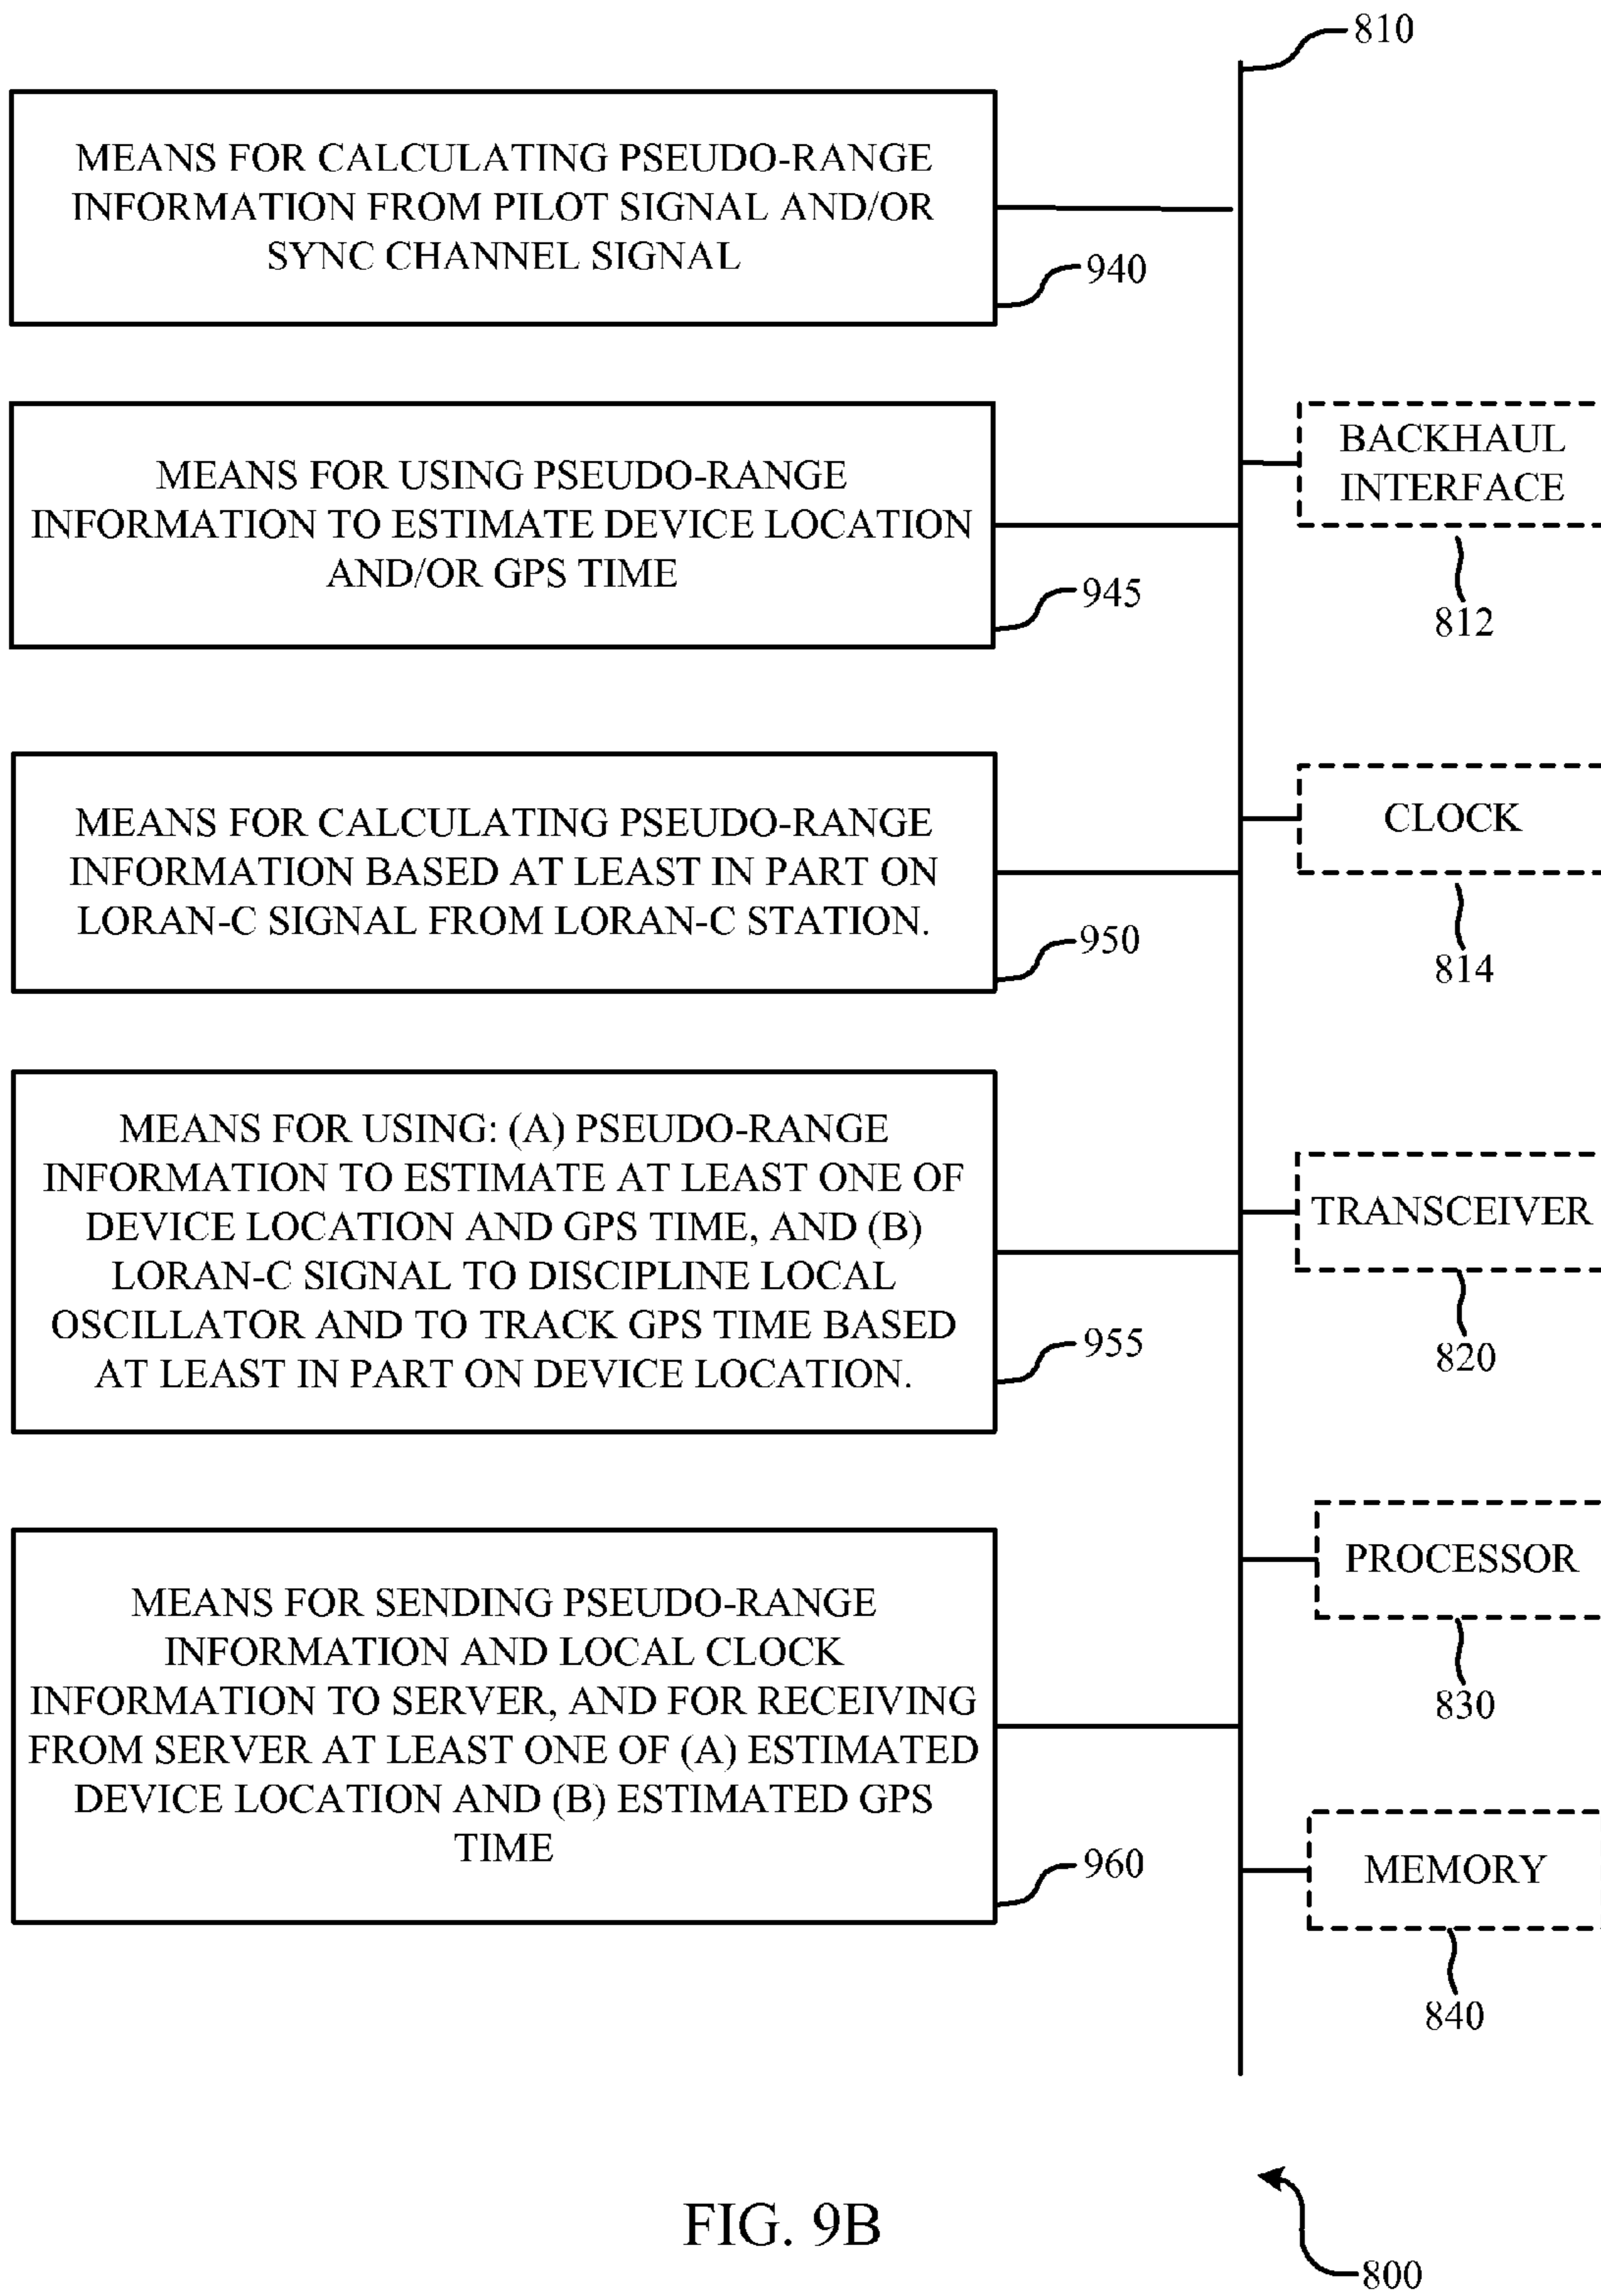 810
MEANS FOR CALCULATING PSEUDO-RANGE
INFORMATION FROM PILOT SIGNAL AND/OR
SYNC CHANNEL SIGNAL
940
MEANS FOR USING PSEUDO-RANGE
INFORMATION TO ESTIMATE DEVICE LOCATION
AND/OR GPS TIME
945
BACKHAUL
INTERFACE
812
MEANS FOR CALCULATING PSEUDO-RANGE
INFORMATION BASED AT LEAST IN PART ON
LORAN-C SIGNAL FROM LORAN-C STATION.
950
CLOCK
814
MEANS FOR USING: (A) PSEUDO-RANGE
INFORMATION TO ESTIMATE AT LEAST ONE OF
DEVICE LOCATION AND GPS TIME, AND (B)
LORAN-C SIGNAL TO DISCIPLINE LOCAL
OSCILLATOR AND TO TRACK GPS TIME BASED
AT LEAST IN PART ON DEVICE LOCATION.
955
TRANSCEIVER
820
MEANS FOR SENDING PSEUDO-RANGE
INFORMATION AND LOCAL CLOCK
INFORMATION TO SERVER, AND FOR RECEIVING
FROM SERVER AT LEAST ONE OF (A) ESTIMATED
DEVICE LOCATION AND (B) ESTIMATED GPS
TIME
960
PROCESSOR
830
MEMORY
840
FIG. 9B
800